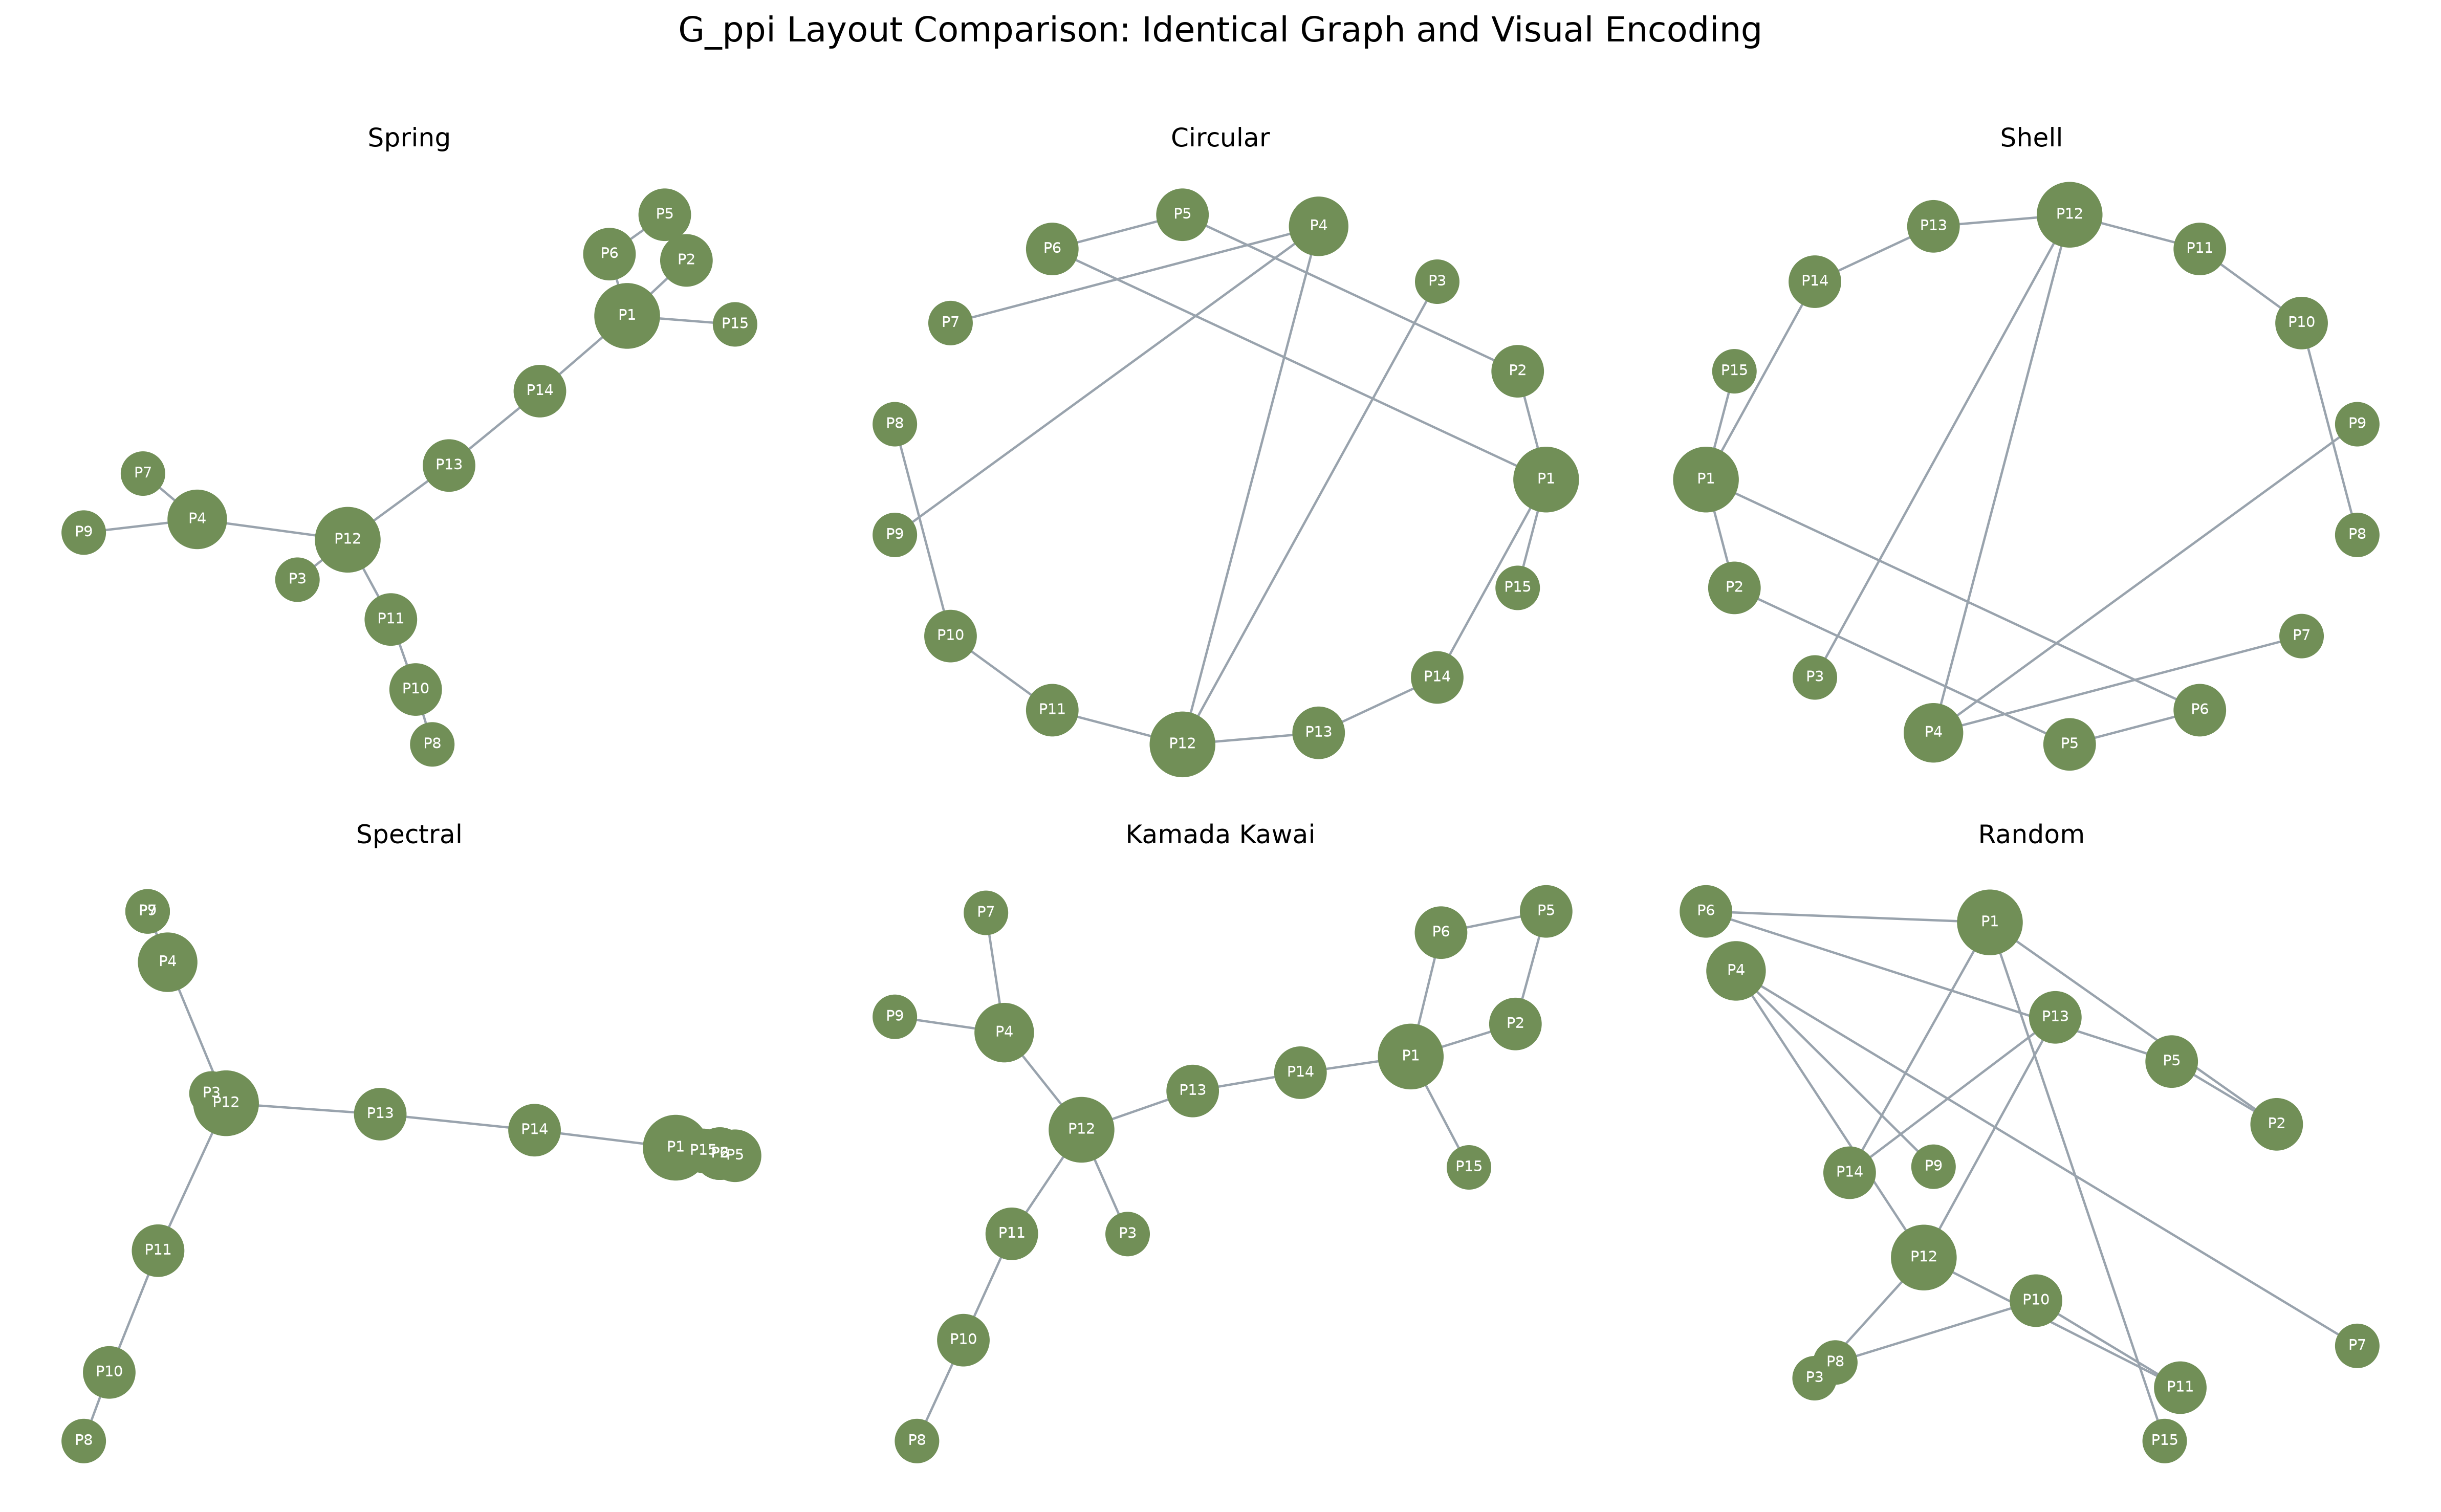 G_ppi Layout Comparison: Identical Graph and Visual Encoding
Spring
P5
P6
P2
P1
P15
P14
P13
P7
P4
P9
P12
P3
P11
P10
P8
Circular
P5
P4
P6
P3
P7
P2
P8
P1
P9
P15
P10
P14
P11
P13
P12
Shell
P12
P13
P11
P14
P10
P15
P9
P1
P8
P2
P7
P3
P6
P4
P5
Spectral
P4
P3
P12
P13
P14
P1
P15
P5
P11
P10
P8
Kamada Kawai
P7
P5
P6
P9
P2
P4
P1
P14
P13
P12
P15
P11
P3
P10
P8
Random
P6
P1
P4
P13
P5
P2
P9
P14
P12
P10
P7
P8
P3
P11
P15